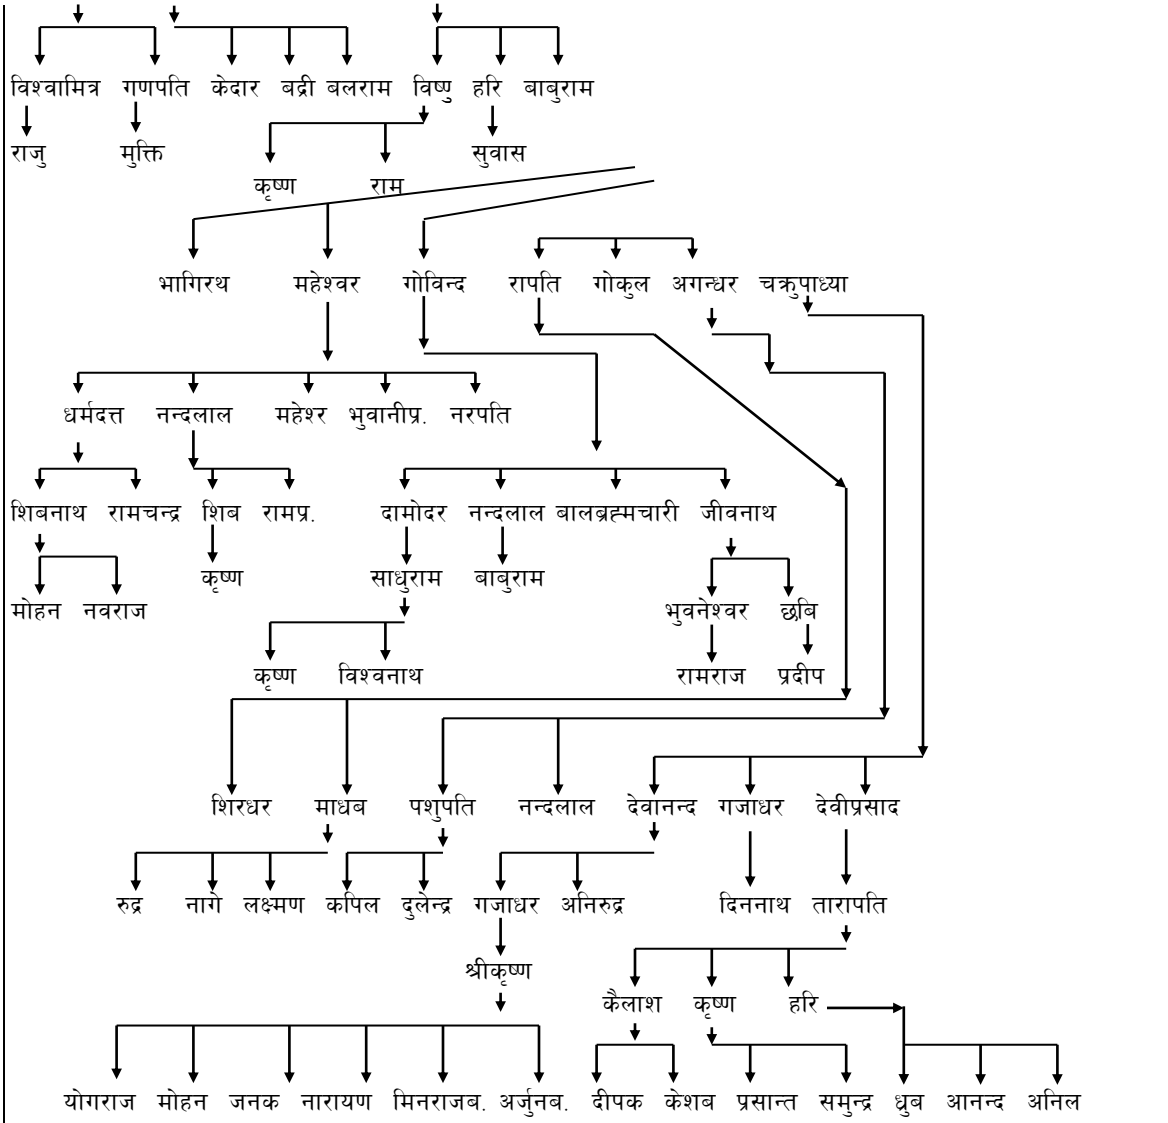 विश्वामित्र गणपति केदार बद्री बलराम विष्णु हरि बाबुराम
राजु मुक्ति सुवास
कृष्ण राम
भागिरथ महेश्वर गोविन्द रापति गोकुल अगन्धर चक्रुपाध्या
धर्मदत्त नन्दलाल महेश्र भुवानीप्र. नरपति
शिबनाथ रामचन्द्र शिब रामप्र. दामोदर नन्दलाल बालब्रह्मचारी जीवनाथ
कृष्ण साधुराम बाबुराम
मोहन नवराज भुवनेश्वर छबि
कृष्ण विश्वनाथ रामराज प्रदीप
शिरधर माधब पशुपति नन्दलाल देवानन्द गजाधर देवीप्रसाद
रुद्र नागे लक्ष्मण कपिल दुलेन्द्र गजाधर अनिरुद्र दिननाथ तारापति
श्रीकृष्ण
कैलाश कृष्ण हरि
योगराज मोहन जनक नारायण मिनराजब. अर्जुनब. दीपक केशब प्रसान्त समुन्द्र ध्रुब आनन्द अनिल